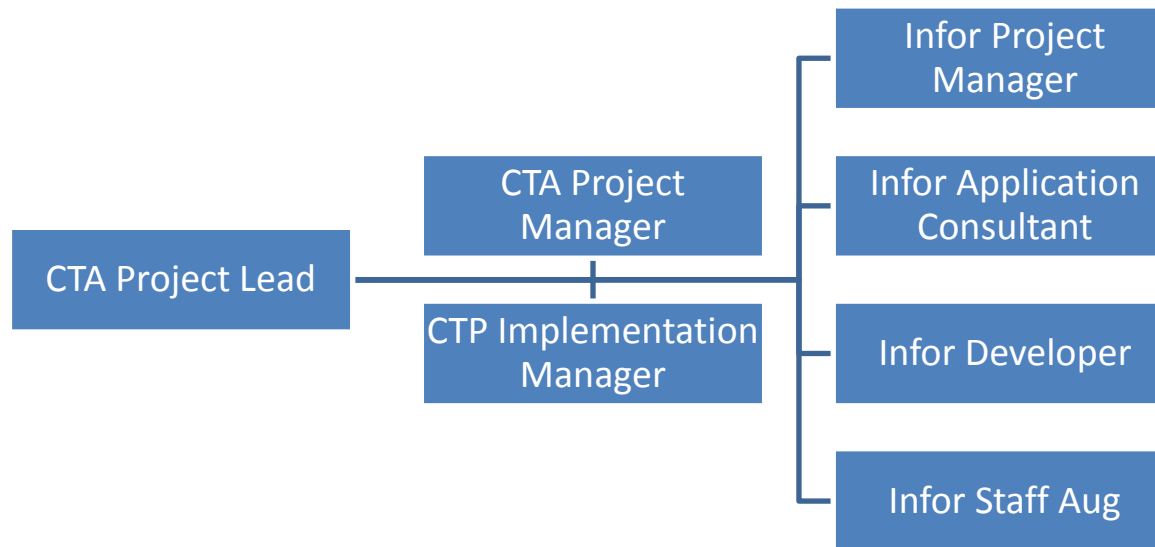 CTA Project Lead
CTA Project
Manager
CTP Implementation
Manager
Infor Project
Manager
Infor Application
Consultant
Infor Developer
Infor Staff Aug